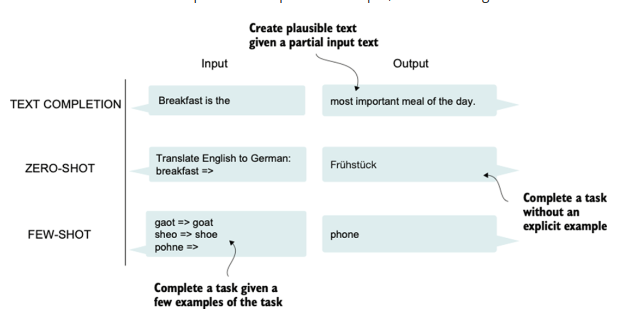 Create plausible text
given a partial input text
Input
Output
TEXT COMPLETION
Breakfast is the
most important meal of the day.
ZERO-SHOT
Translate English to German:
breakfast =>
Frühstück
Complete a task
without an
explicit example
FEW-SHOT
gaot => goat
sheo => shoe
pohne =>
phone
Complete a task given a
few examples of the task